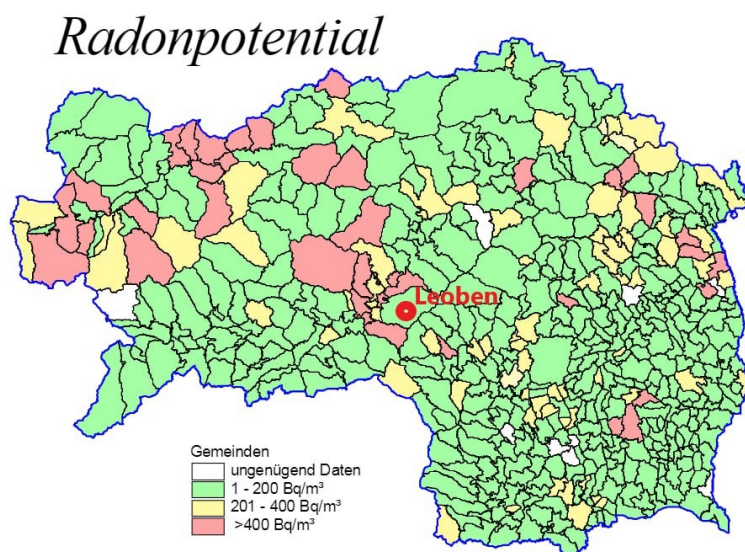 Radonpotential
Leoben
Gemeinden
ungenügend Daten
1 - 200 Bq/m³
201 - 400 Bq/m³
>400 Bq/m³